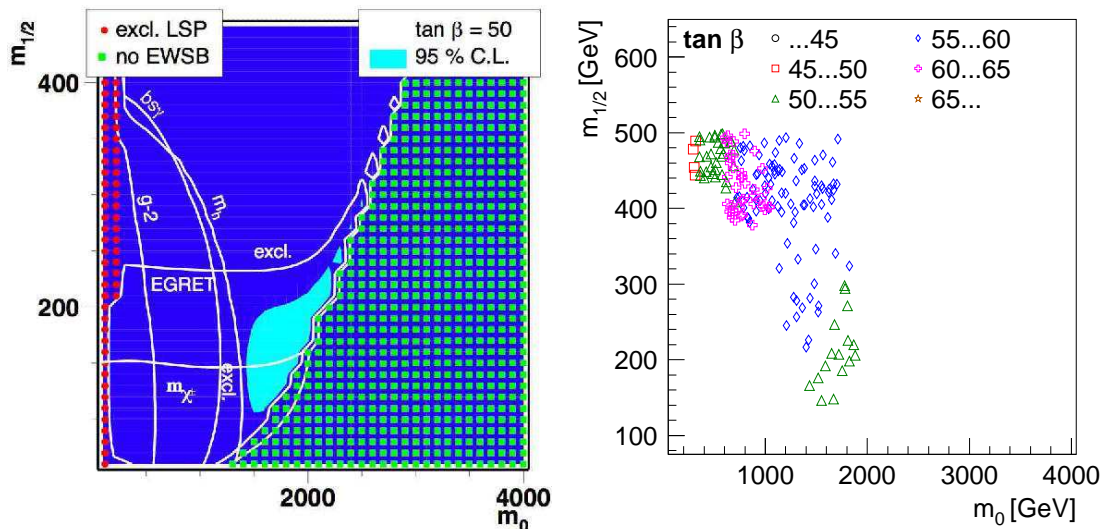 excl. LSP
no EWSB
tan β = 50
95 % C.L.
m1/2
400
200
bsγ
g-2
mh
excl.
EGRET
excl.
mχ±
2000
4000
m0
tan β
...45
45...50
50...55
55...60
60...65
65...
m1/2 [GeV]
600
500
400
300
200
100
1000
2000
3000
4000
m0 [GeV]